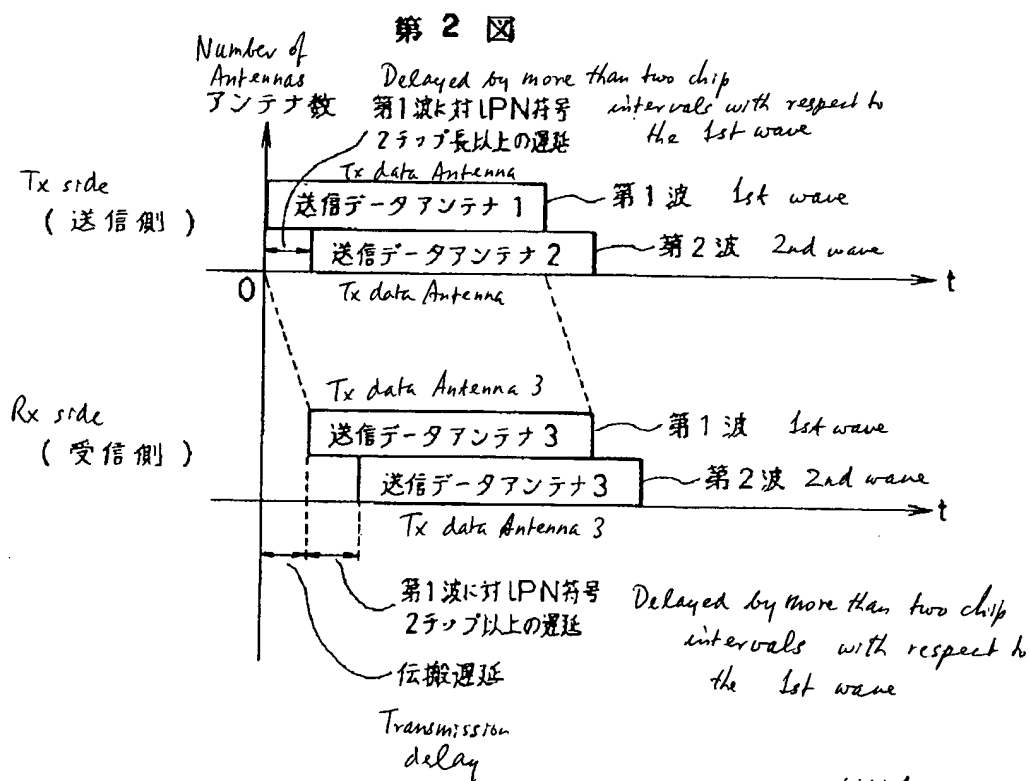 第2図
Number of
Antennas
アンテナ数
Delayed by more than two chip
intervals with respect to
the 1st wave
第1波に対しPN符号
2チップ長以上の遅延
Tx side
(送信側)
Tx data Antenna
送信データアンテナ1
第1波 1st wave
送信データアンテナ2
第2波 2nd wave
0
t
Tx data Antenna
Rx side
(受信側)
Tx data Antenna 3
送信データアンテナ3
第1波 1st wave
送信データアンテナ3
第2波 2nd wave
t
Tx data Antenna 3
第1波に対しPN符号
2チップ以上の遅延
Delayed by more than two chip
intervals with respect to
the 1st wave
伝搬遅延
Transmission
delay